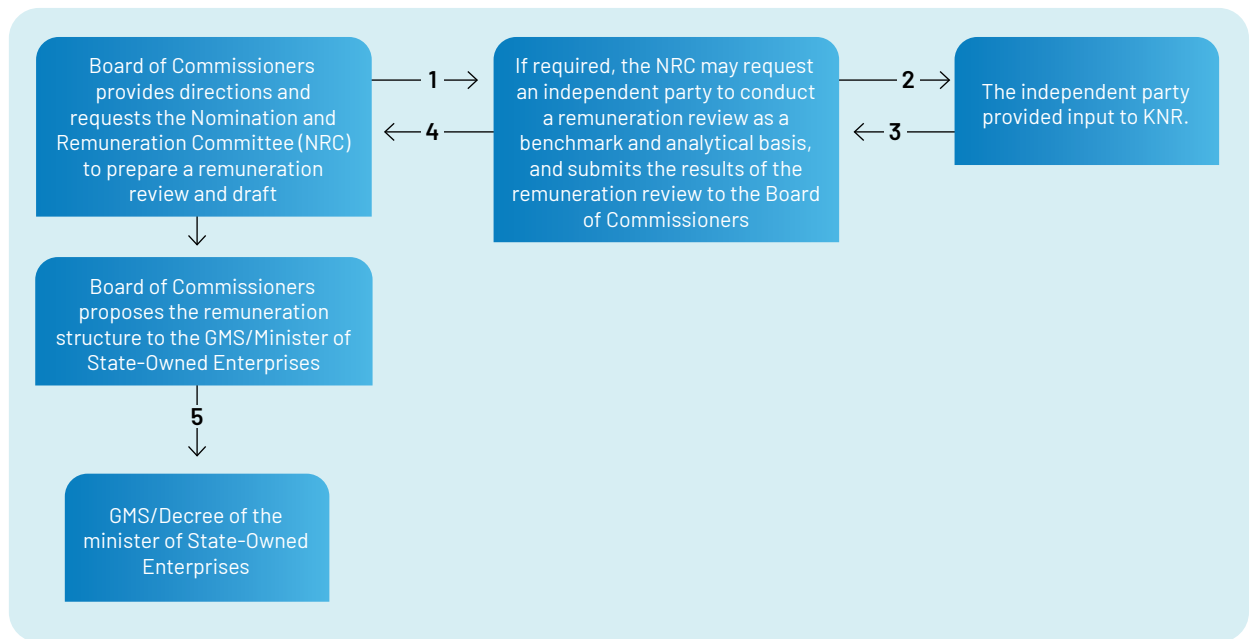 Board of Commissioners
provides directions and
requests the Nomination and
Remuneration Committee (NRC)
to prepare a remuneration
review and draft
1
4
If required, the NRC may request
an independent party to conduct
a remuneration review as a
benchmark and analytical basis,
and submits the results of the
remuneration review to the Board
of Commissioners
2
3
The independent party
provided input to KNR.
Board of Commissioners
proposes the remuneration
structure to the GMS/Minister of
State-Owned Enterprises
5
GMS/Decree of the
minister of State-Owned
Enterprises